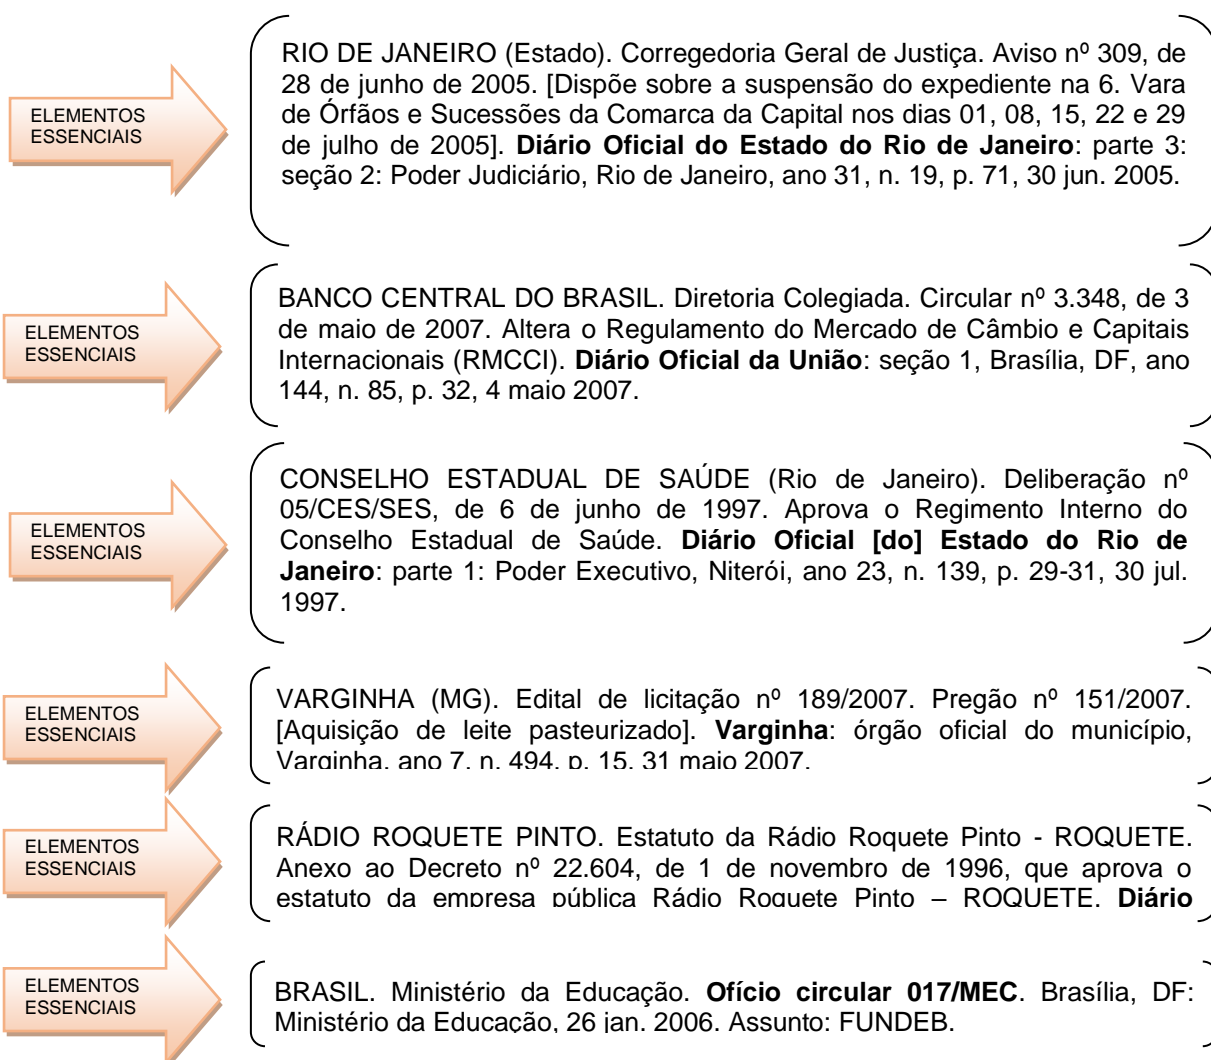 ELEMENTOS
ESSENCIAIS
RIO DE JANEIRO (Estado). Corregedoria Geral de Justiça. Aviso nº 309, de
28 de junho de 2005. [Dispõe sobre a suspensão do expediente na 6. Vara
de Órfãos e Sucessões da Comarca da Capital nos dias 01, 08, 15, 22 e 29
de julho de 2005]. Diário Oficial do Estado do Rio de Janeiro: parte 3:
seção 2: Poder Judiciário, Rio de Janeiro, ano 31, n. 19, p. 71, 30 jun. 2005.
ELEMENTOS
ESSENCIAIS
BANCO CENTRAL DO BRASIL. Diretoria Colegiada. Circular nº 3.348, de 3
de maio de 2007. Altera o Regulamento do Mercado de Câmbio e Capitais
Internacionais (RMCCI). Diário Oficial da União: seção 1, Brasília, DF, ano
144, n. 85, p. 32, 4 maio 2007.
ELEMENTOS
ESSENCIAIS
CONSELHO ESTADUAL DE SAÚDE (Rio de Janeiro). Deliberação nº
05/CES/SES, de 6 de junho de 1997. Aprova o Regimento Interno do
Conselho Estadual de Saúde. Diário Oficial [do] Estado do Rio de
Janeiro: parte 1: Poder Executivo, Niterói, ano 23, n. 139, p. 29-31, 30 jul.
1997.
ELEMENTOS
ESSENCIAIS
VARGINHA (MG). Edital de licitação nº 189/2007. Pregão nº 151/2007.
[Aquisição de leite pasteurizado]. Varginha: órgão oficial do município,
Varginha, ano 7, n. 494, p. 15, 31 maio 2007.
ELEMENTOS
ESSENCIAIS
RÁDIO ROQUETE PINTO. Estatuto da Rádio Roquete Pinto - ROQUETE.
Anexo ao Decreto nº 22.604, de 1 de novembro de 1996, que aprova o
estatuto da empresa pública Rádio Roquete Pinto – ROQUETE. Diário
ELEMENTOS
ESSENCIAIS
BRASIL. Ministério da Educação. Ofício circular 017/MEC. Brasília, DF:
Ministério da Educação, 26 jan. 2006. Assunto: FUNDEB.